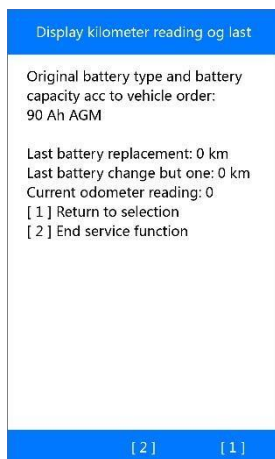 Display kilometer reading og last
Original battery type and battery
capacity acc to vehicle order:
90 Ah AGM
Last battery replacement: 0 km
Last battery change but one: 0 km
Current odometer reading: 0
[ 1 ] Return to selection
[ 2 ] End service function
[ 2 ] [ 1 ]